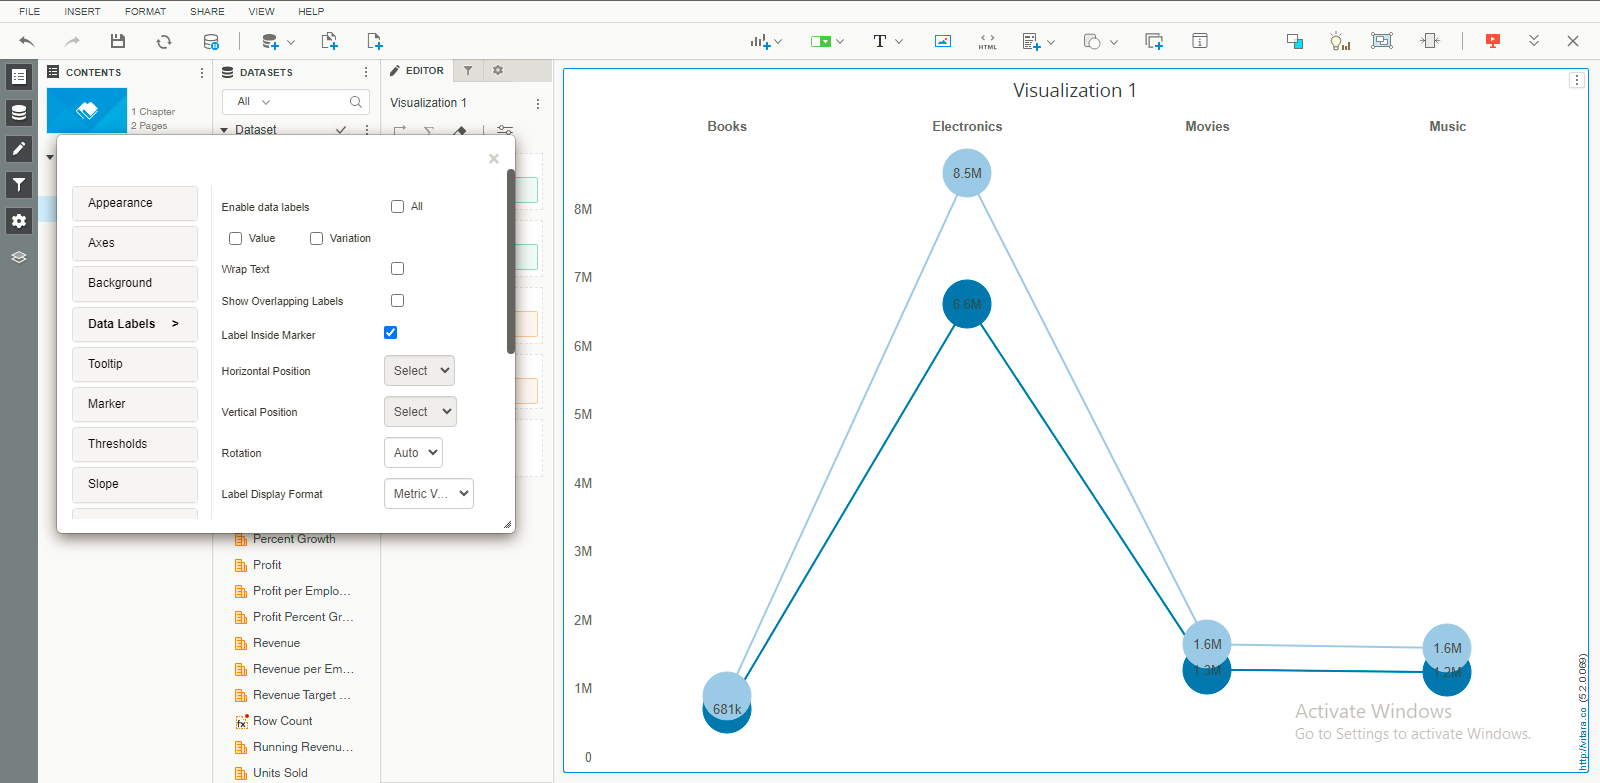 FILE INSERT FORMAT SHARE VIEW HELP
T
HTML
CONTENTS
1 Chapter
2 Pages
DATASETS
All
Dataset
EDITOR
Visualization 1
×
Appearance
Axes
Background
Data Labels >
Tooltip
Marker
Thresholds
Slope
Enable data labels All
Value Variation
Wrap Text
Show Overlapping Labels
Label Inside Marker
Horizontal Position Select
Vertical Position Select
Rotation Auto
Label Display Format Metric V...
Percent Growth
Profit
Profit per Emplo...
Profit Percent Gr...
Revenue
Revenue per Em...
Revenue Target ...
fx Row Count
Running Revenu...
Units Sold
Visualization 1
Books Electronics Movies Music
8M
7M
6M
5M
4M
3M
2M
1M
0
8.5M
6.6M
681k
1.6M
1.3M
1.6M
1.2M
Activate Windows
Go to Settings to activate Windows.
http://vitara.co (5.2.0.069)